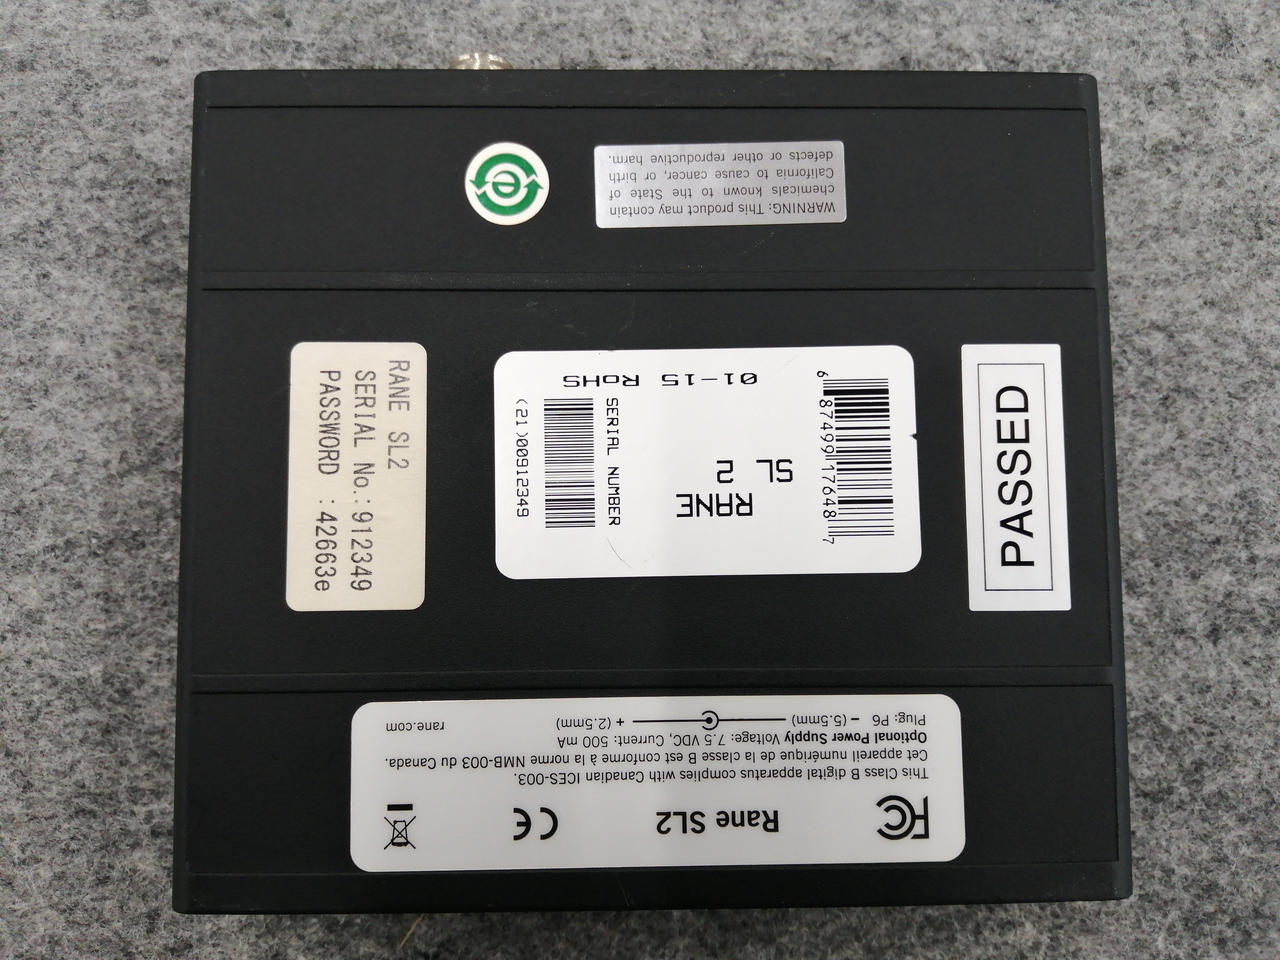 WARNING: This product may contain
chemicals known to the State of
California to cause cancer, or birth
defects or other reproductive harm.
e
RANE SL2
SERIAL No.:912349
PASSWORD :42663e
01-15 RoHS
SERIAL NUMBER
(21)00912349
RANE
SL 2
6 87499 17648 7
PASSED
FC
Rane SL2
CE
This Class B digital apparatus complies with Canadian ICES-003.
Cet appareil numérique de la classe B est conforme à la norme NMB-003 du Canada.
Optional Power Supply Voltage: 7.5 VDC, Current: 500 mA
Plug: P6 – (5.5mm) + (2.5mm)
rane.com